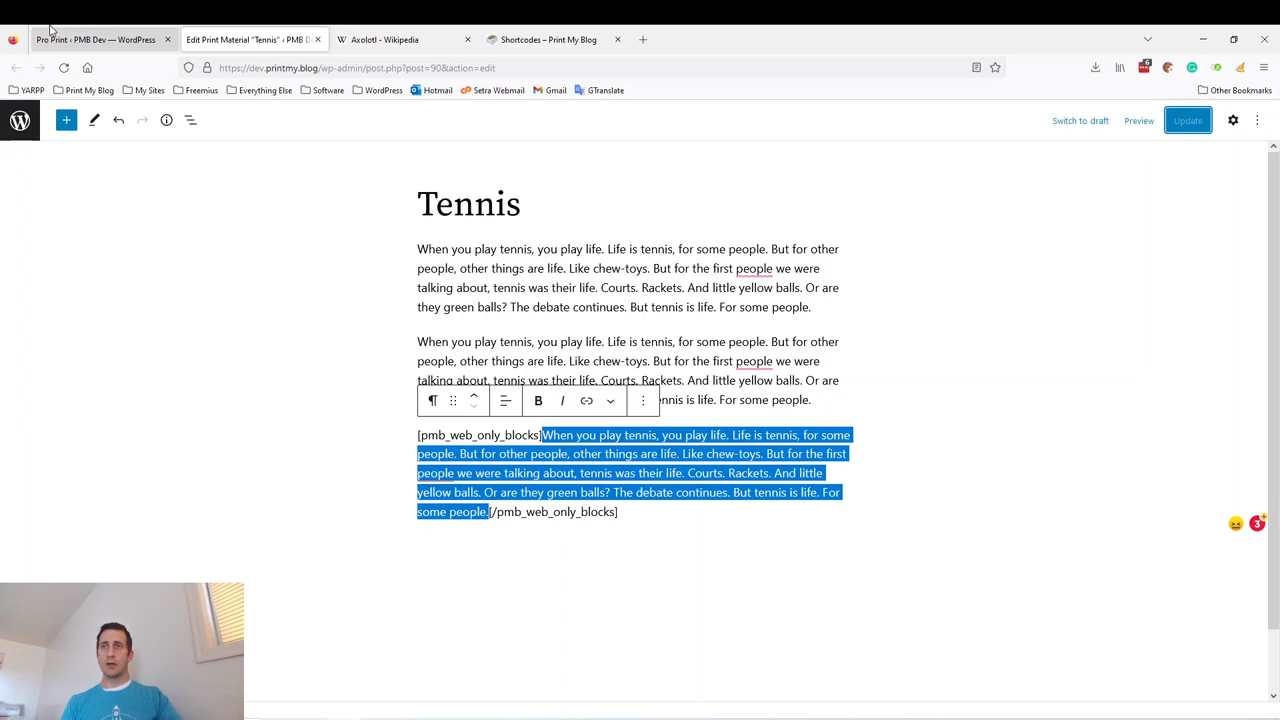 Pro Print ‹ PMB Dev — WordPress
Edit Print Material “Tennis” ‹ PMB D
Axolotl - Wikipedia
Shortcodes – Print My Blog
https://dev.printmy.blog/wp-admin/post.php?post=90&action=edit
6
YARPP
Print My Blog
My Sites
Freemius
Everything Else
Software
WordPress
Hotmail
Setra Webmail
Gmail
GTranslate
Other Bookmarks
Switch to draft
Preview
Update
Tennis
When you play tennis, you play life. Life is tennis, for some people. But for other
people, other things are life. Like chew-toys. But for the first people we were
talking about, tennis was their life. Courts. Rackets. And little yellow balls. Or are
they green balls? The debate continues. But tennis is life. For some people.
When you play tennis, you play life. Life is tennis, for some people. But for other
people, other things are life. Like chew-toys. But for the first people we were
talking about, tennis was their life. Courts. Rackets. And little yellow balls. Or are
ennis is life. For some people.
B I
[pmb_web_only_blocks]When you play tennis, you play life. Life is tennis, for some
people. But for other people, other things are life. Like chew-toys. But for the first
people we were talking about, tennis was their life. Courts. Rackets. And little
yellow balls. Or are they green balls? The debate continues. But tennis is life. For
some people.[/pmb_web_only_blocks]
3